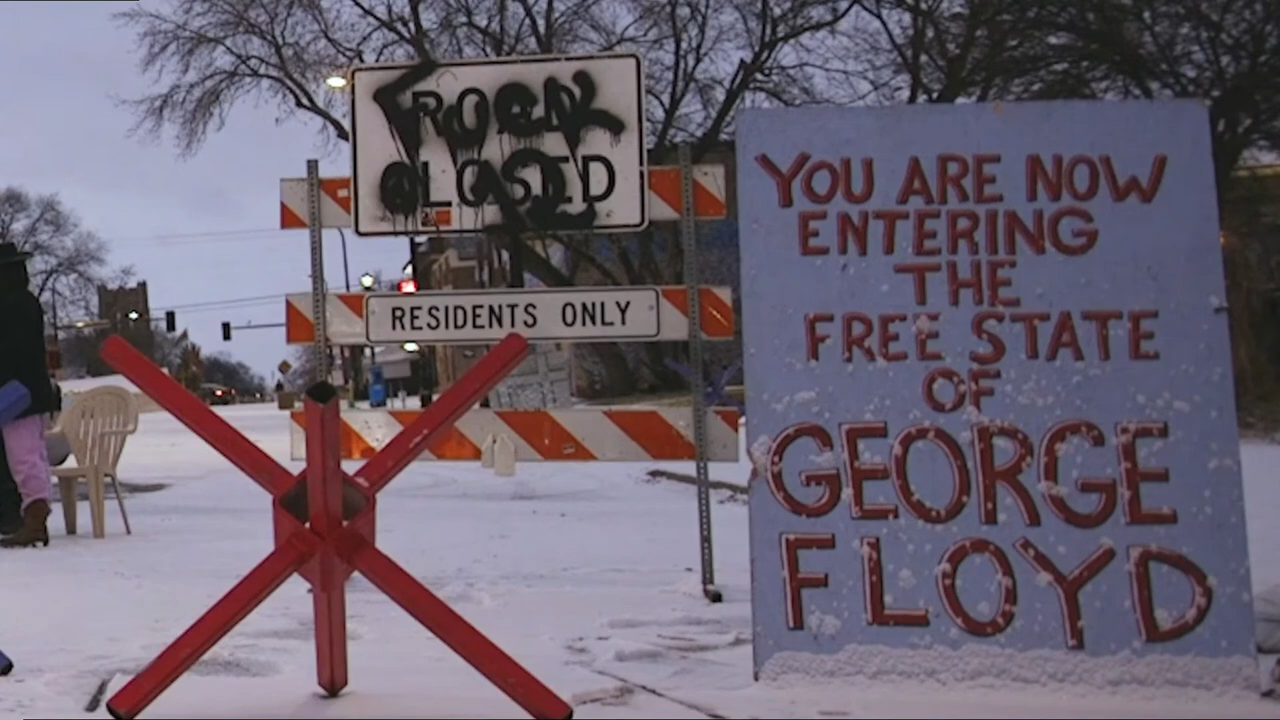 CLOSED
RESIDENTS ONLY
YOU ARE NOW
ENTERING
THE
FREE STATE
OF
GEORGE
FLOYD